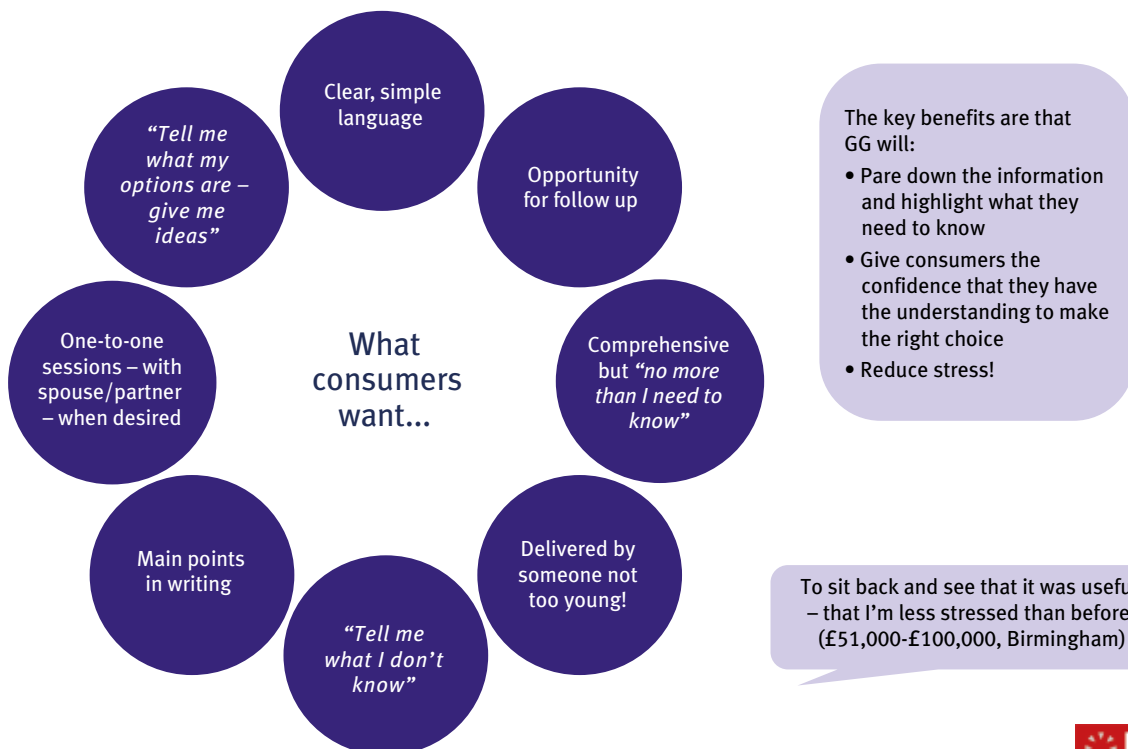 Clear, simple
language
Opportunity
for follow up
Comprehensive
but "no more
than I need to
know"
Delivered by
someone not
too young!
"Tell me
what I don't
know"
Main points
in writing
One-to-one
sessions – with
spouse/partner
– when desired
"Tell me
what my
options are –
give me
ideas"
What
consumers
want...
The key benefits are that
GG will:
• Pare down the information
and highlight what they
need to know
• Give consumers the
confidence that they have
the understanding to make
the right choice
• Reduce stress!
To sit back and see that it was
– that I'm less stressed than before
(£51,000-£100,000, Birmingham)